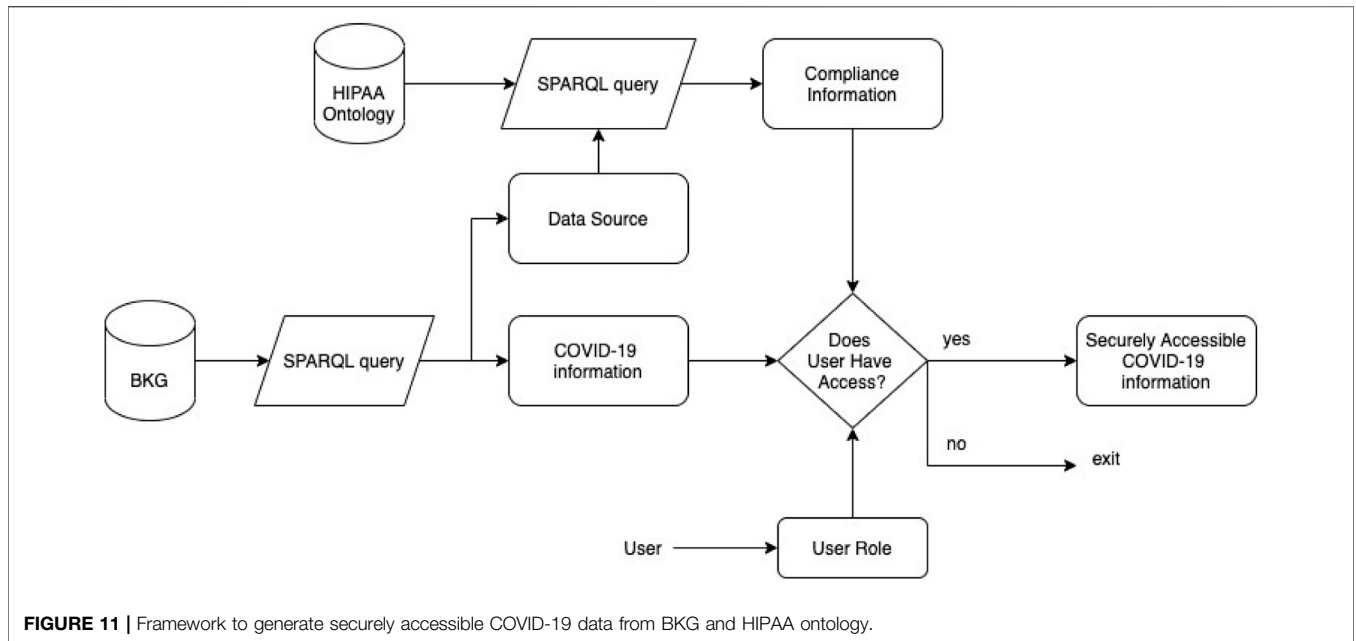 HIPAA
Ontology
SPARQL query
Compliance
Information
Data Source
BKG
SPARQL query
COVID-19
information
Does
User Have
Access?
yes
Securely Accessible
COVID-19
information
no
exit
User
User Role
FIGURE 11 | Framework to generate securely accessible COVID-19 data from BKG and HIPAA ontology.